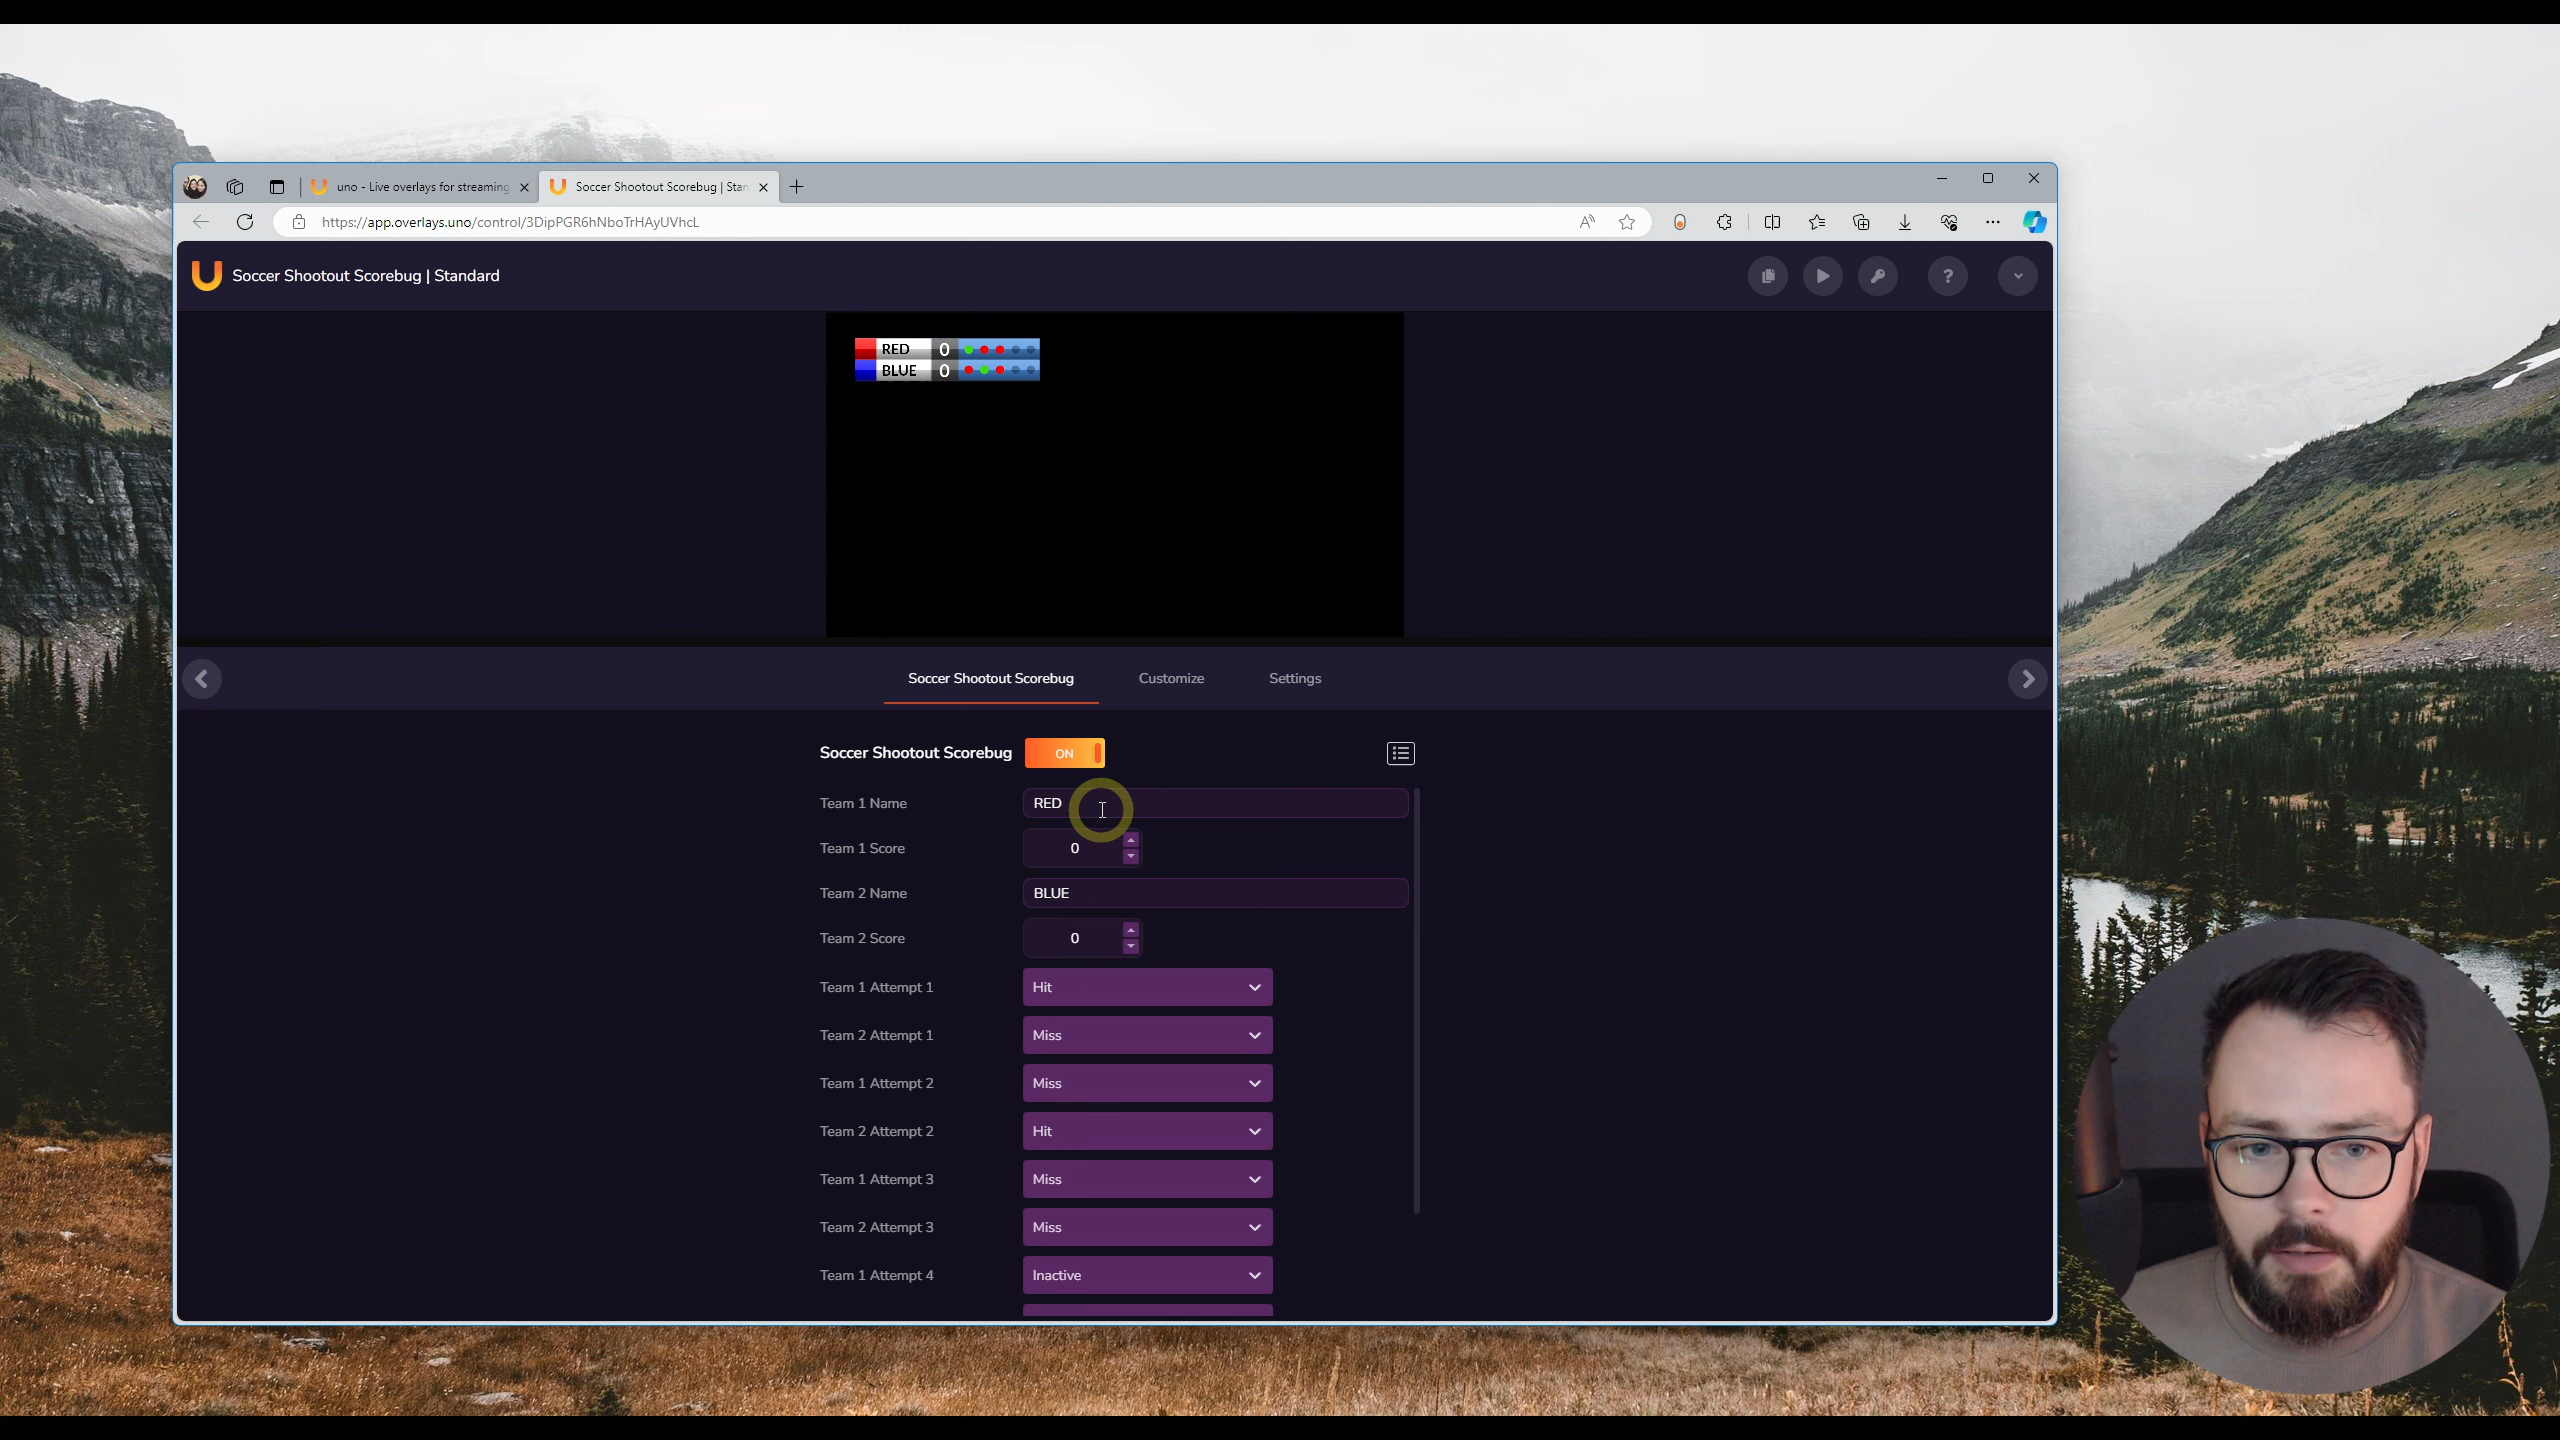 uno - Live overlays for streaming
Soccer Shootout Scorebug | Stan
https://app.overlays.uno/control/3DipPGR6hNboTrHAyUVhcL
Soccer Shootout Scorebug | Standard
RED 0
BLUE 0
Soccer Shootout Scorebug
Customize
Settings
Soccer Shootout Scorebug ON
Team 1 Name RED
Team 1 Score 0
Team 2 Name BLUE
Team 2 Score 0
Team 1 Attempt 1 Hit
Team 2 Attempt 1 Miss
Team 1 Attempt 2 Miss
Team 2 Attempt 2 Hit
Team 1 Attempt 3 Miss
Team 2 Attempt 3 Miss
Team 1 Attempt 4 Inactive